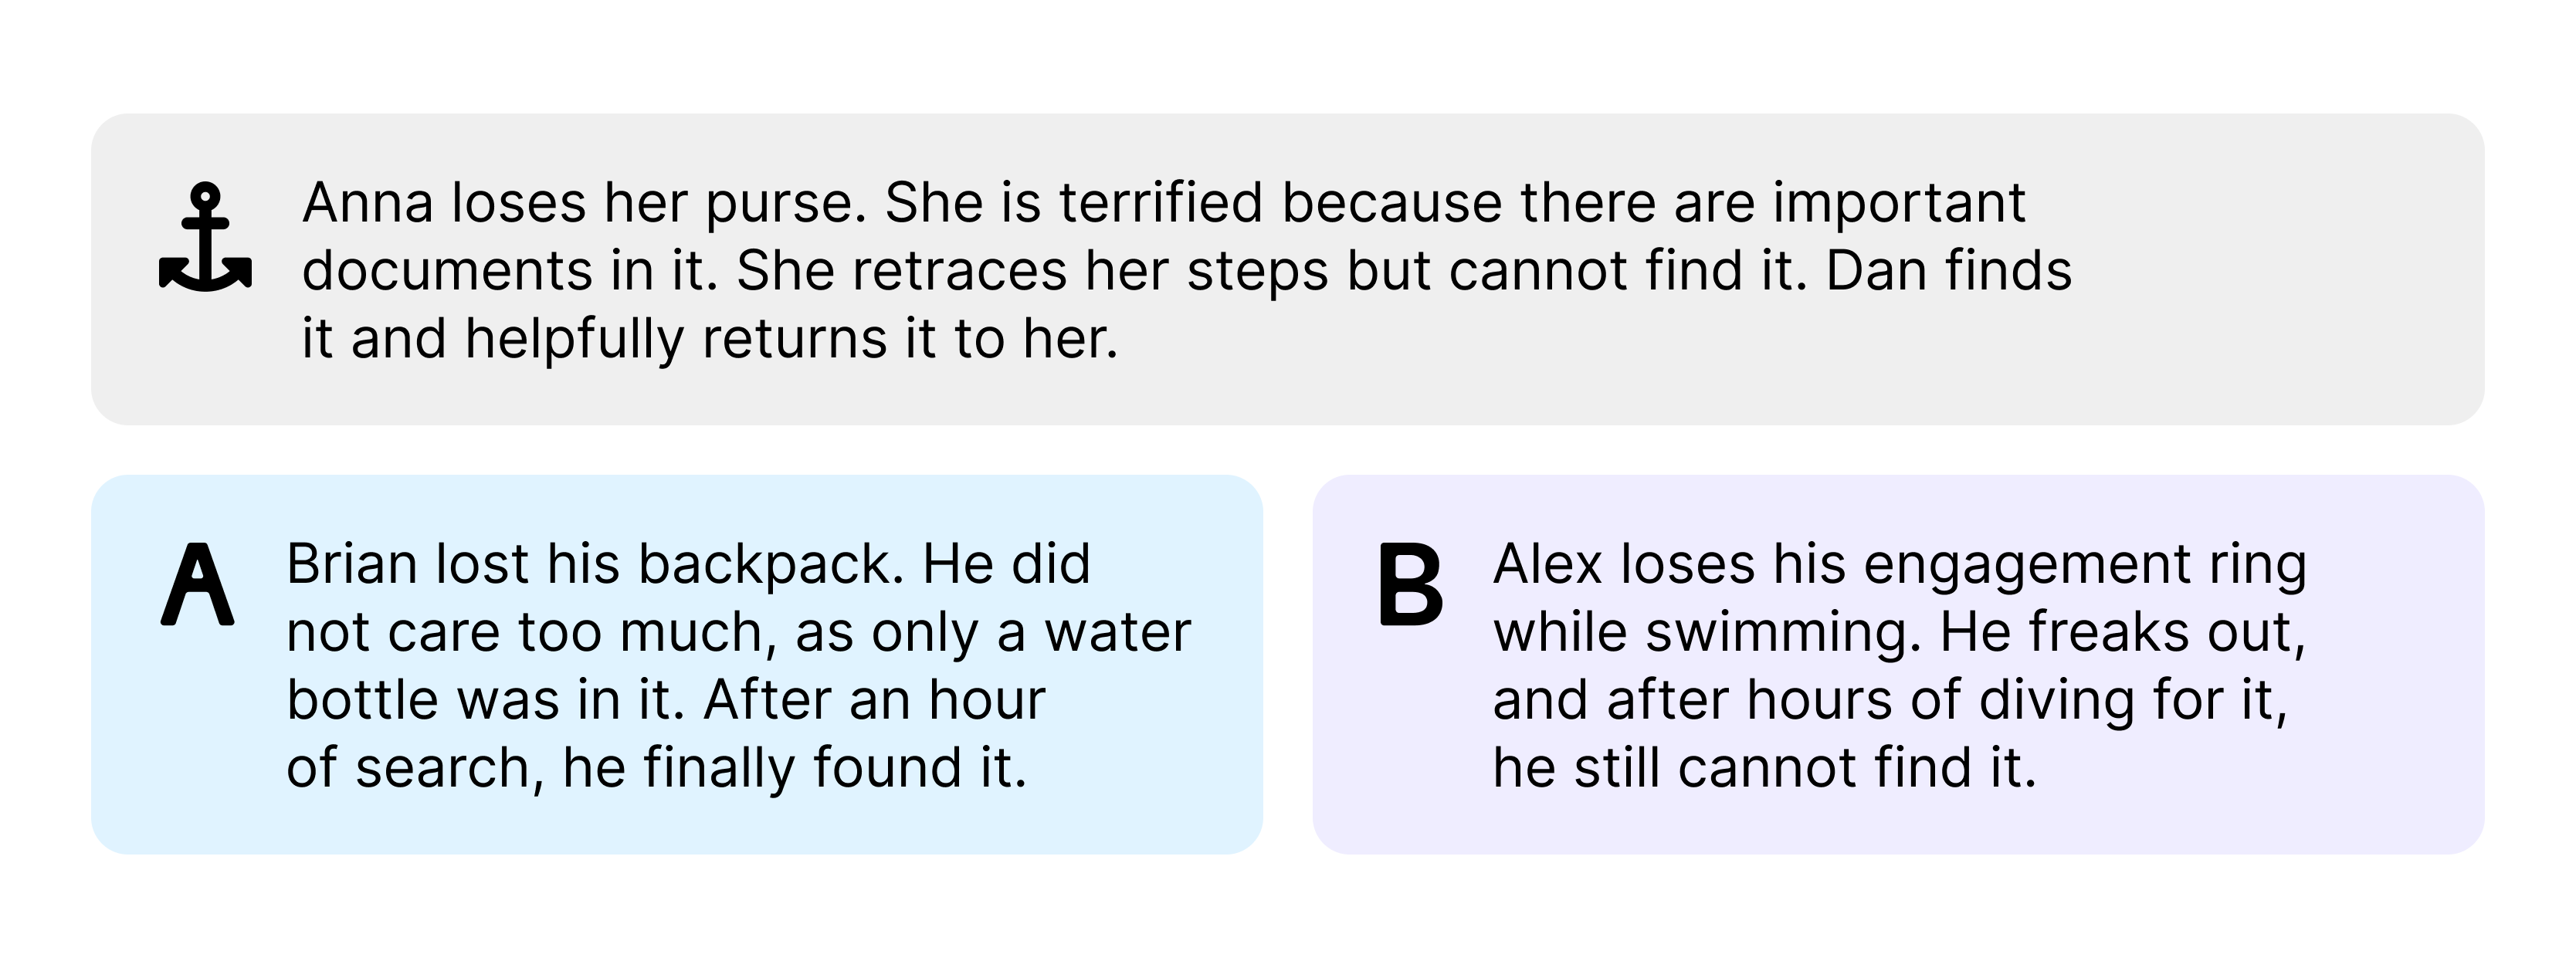 Anna loses her purse. She is terrified because there are important
documents in it. She retraces her steps but cannot find it. Dan finds
it and helpfully returns it to her.
A
Brian lost his backpack. He did
not care too much, as only a water
bottle was in it. After an hour
of search, he finally found it.
B
Alex loses his engagement ring
while swimming. He freaks out,
and after hours of diving for it,
he still cannot find it.